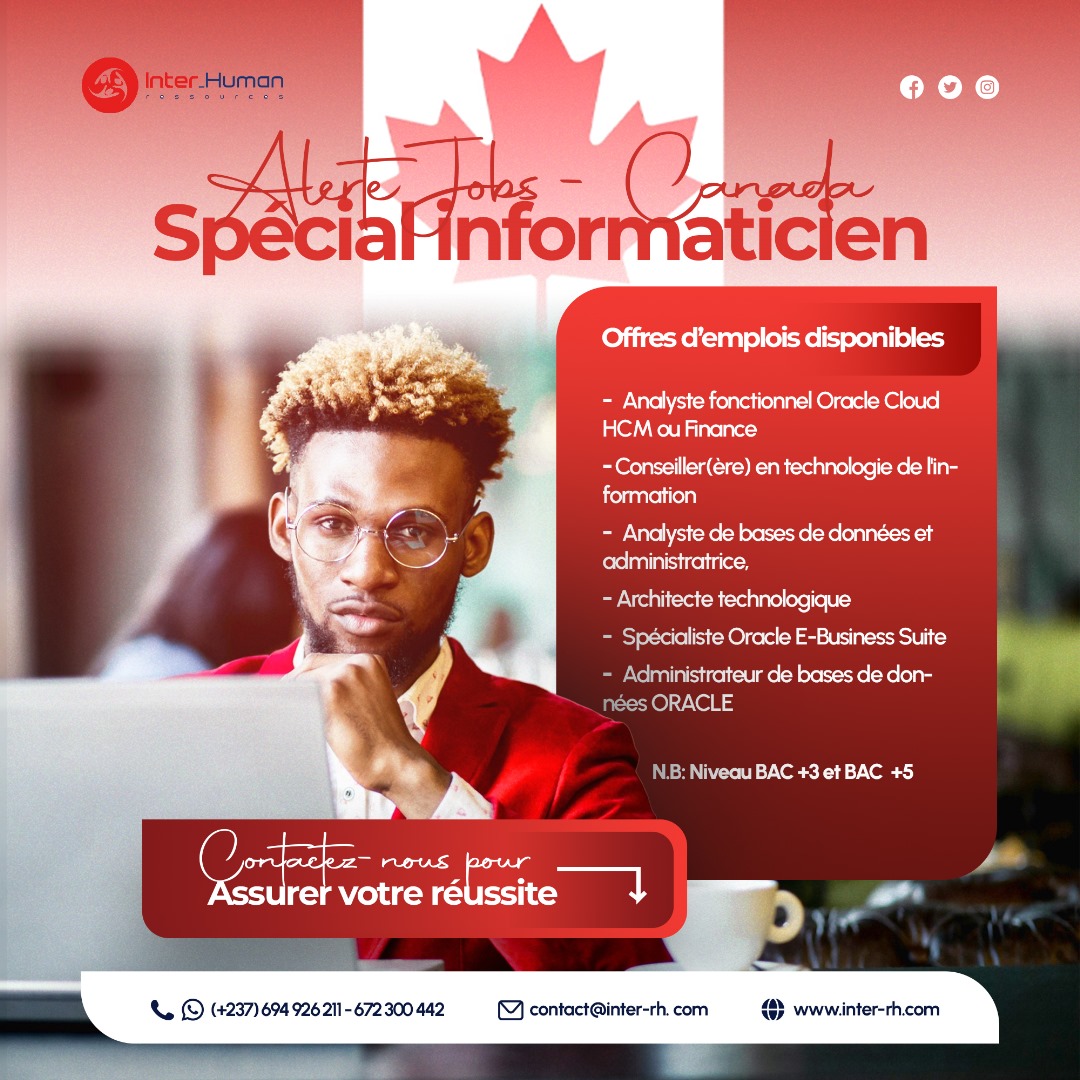 Inter_Human
ressources
Alerte Jobs - Canada
Spécial informaticien
Offres d'emplois disponibles
- Analyste fonctionnel Oracle Cloud
HCM ou Finance
- Conseiller(ère) en technologie de l'in-
formation
- Analyste de bases de données et
administratrice,
- Architecte technologique
- Spécialiste Oracle E-Business Suite
- Administrateur de bases de don-
nées ORACLE
N.B: Niveau BAC +3 et BAC +5
Contactez-nous pour
Assurer votre réussite
(+237) 694 926 211 - 672 300 442
contact@inter-rh. com
www.inter-rh.com